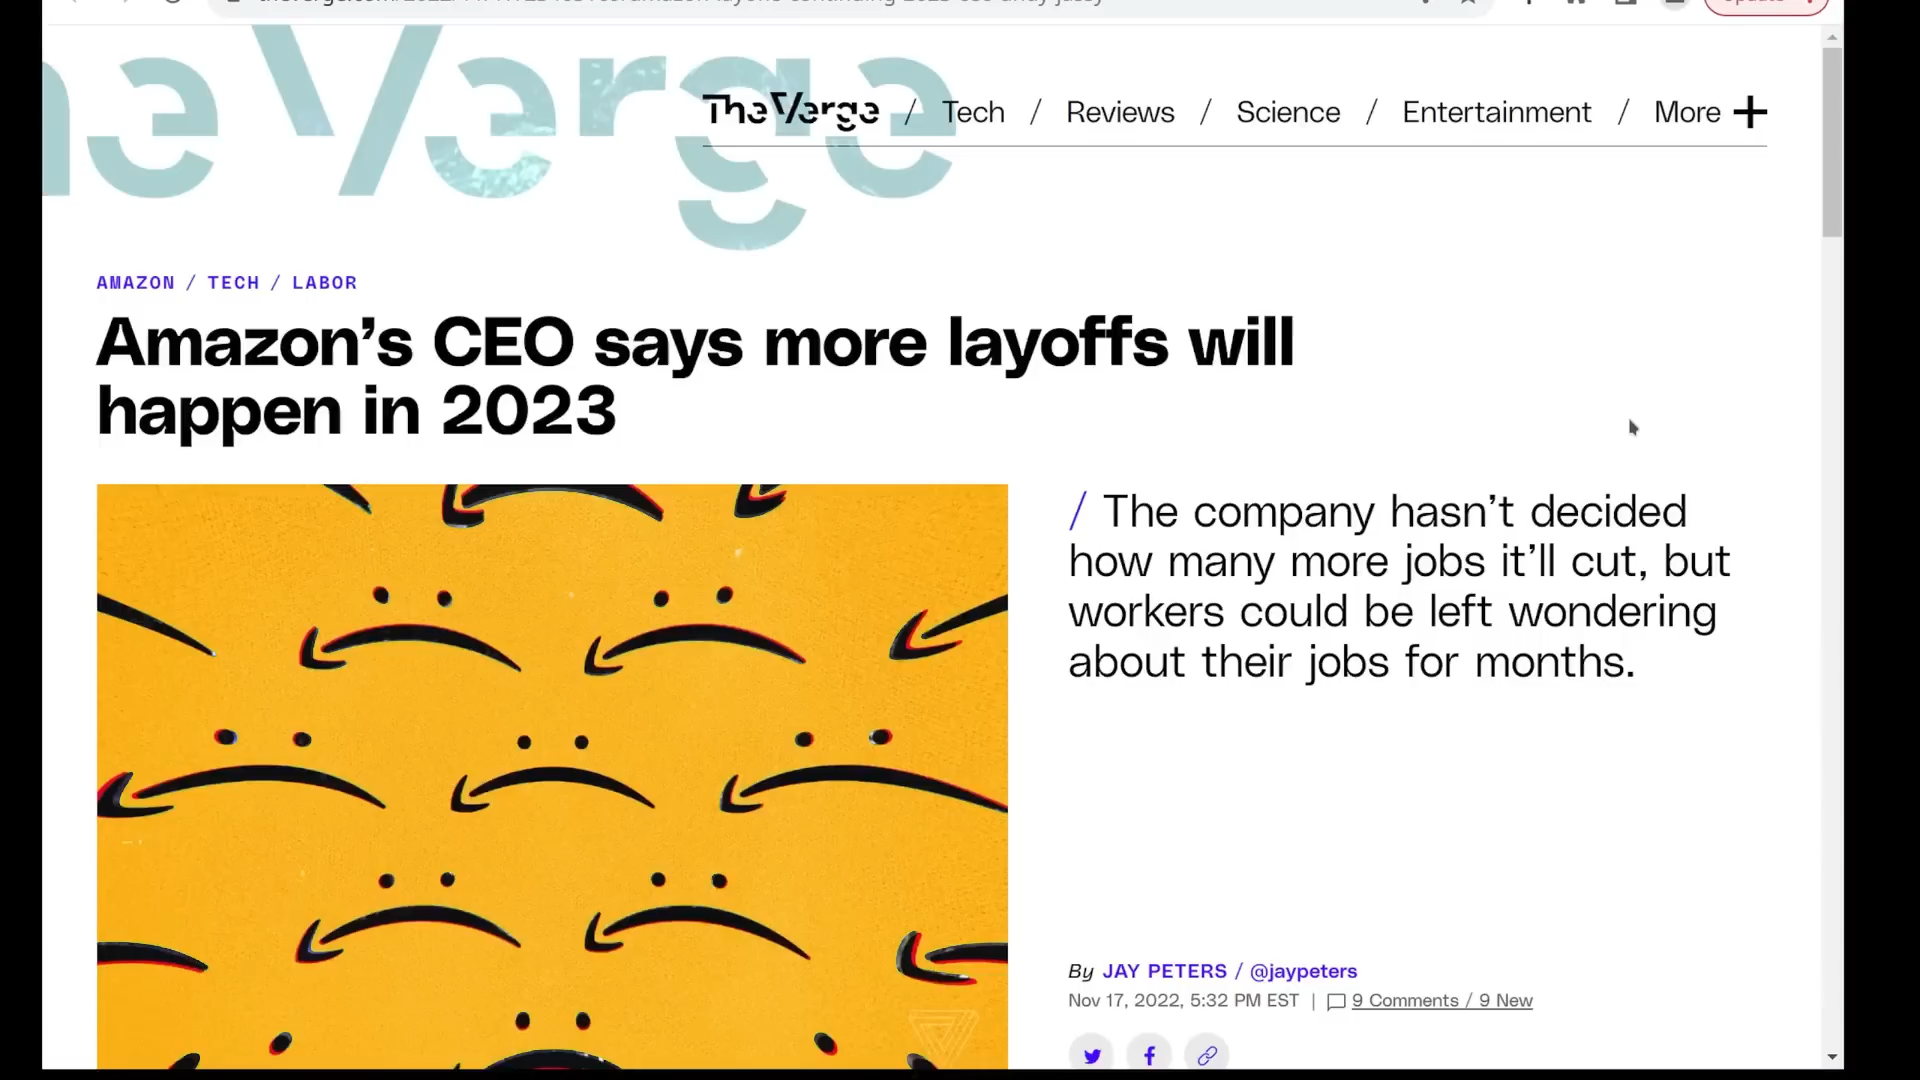 The Verge / Tech / Reviews / Science / Entertainment / More +
AMAZON / TECH / LABOR
Amazon’s CEO says more layoffs will
happen in 2023
/ The company hasn’t decided
how many more jobs it’ll cut, but
workers could be left wondering
about their jobs for months.
By JAY PETERS / @jaypeters
Nov 17, 2022, 5:32 PM EST | 9 Comments / 9 New